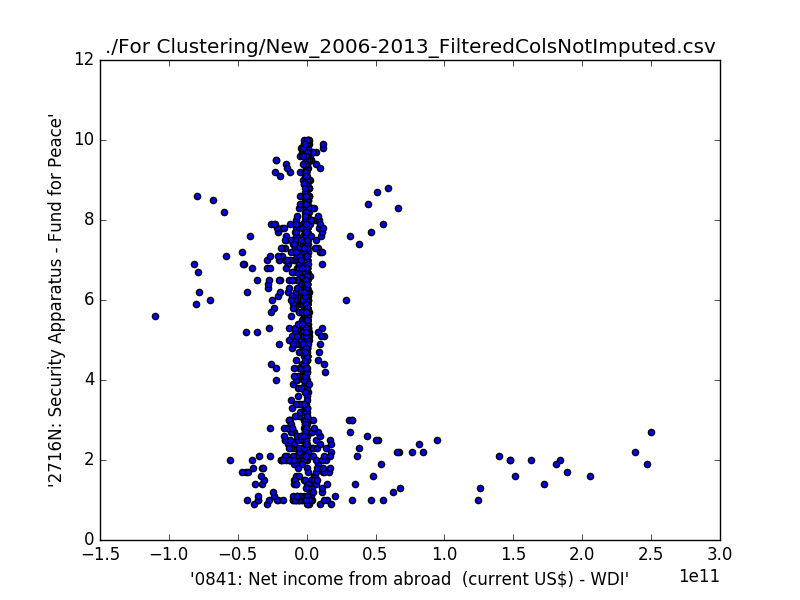 ./For Clustering/New_2006-2013_FilteredColsNotImputed.csv
12
10
8
6
4
2
0
'2716N: Security Apparatus - Fund for Peace'
−1.5 −1.0 −0.5 0.0 0.5 1.0 1.5 2.0 2.5 3.0
1e11
'0841: Net income from abroad  (current US$) - WDI'